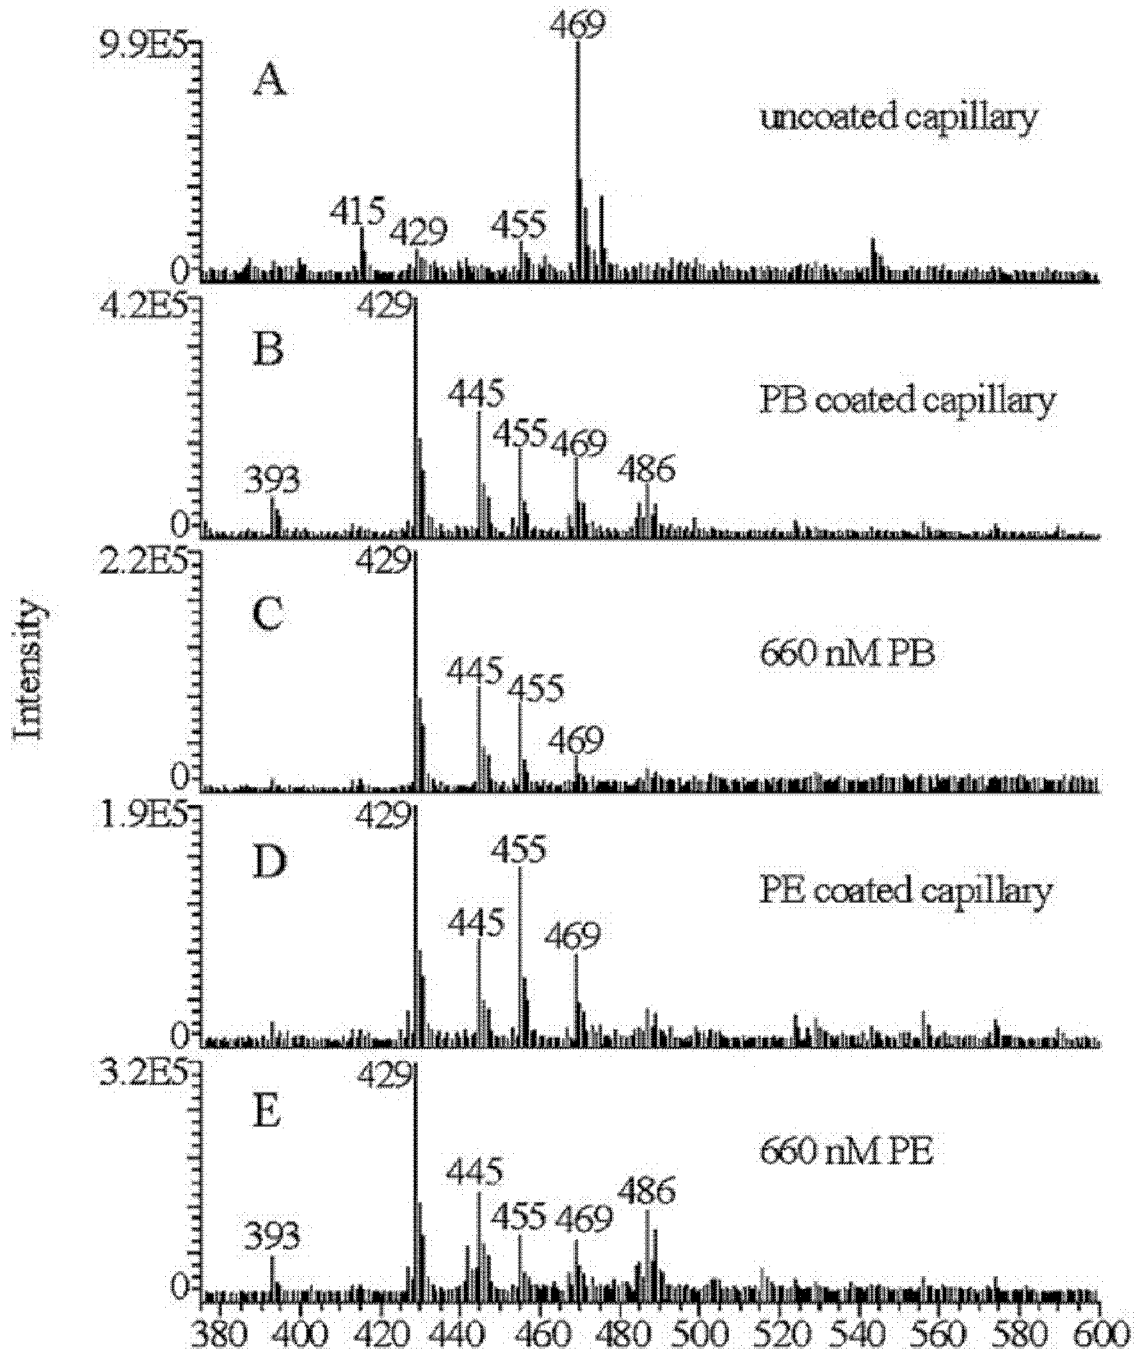 469
9.9E5
A
uncoated capillary
415
429
455
0
4.2E5
429
B
445
PB coated capillary
455
469
486
393
0
2.2E5
429
C
660 nM PB
445
455
469
0
1.9E5
429
D
455
PE coated capillary
445
469
0
3.2E5
429
E
660 nM PE
445
486
455
469
393
0
380 400 420 440 460 480 500 520 540 560 580 600
Intensity